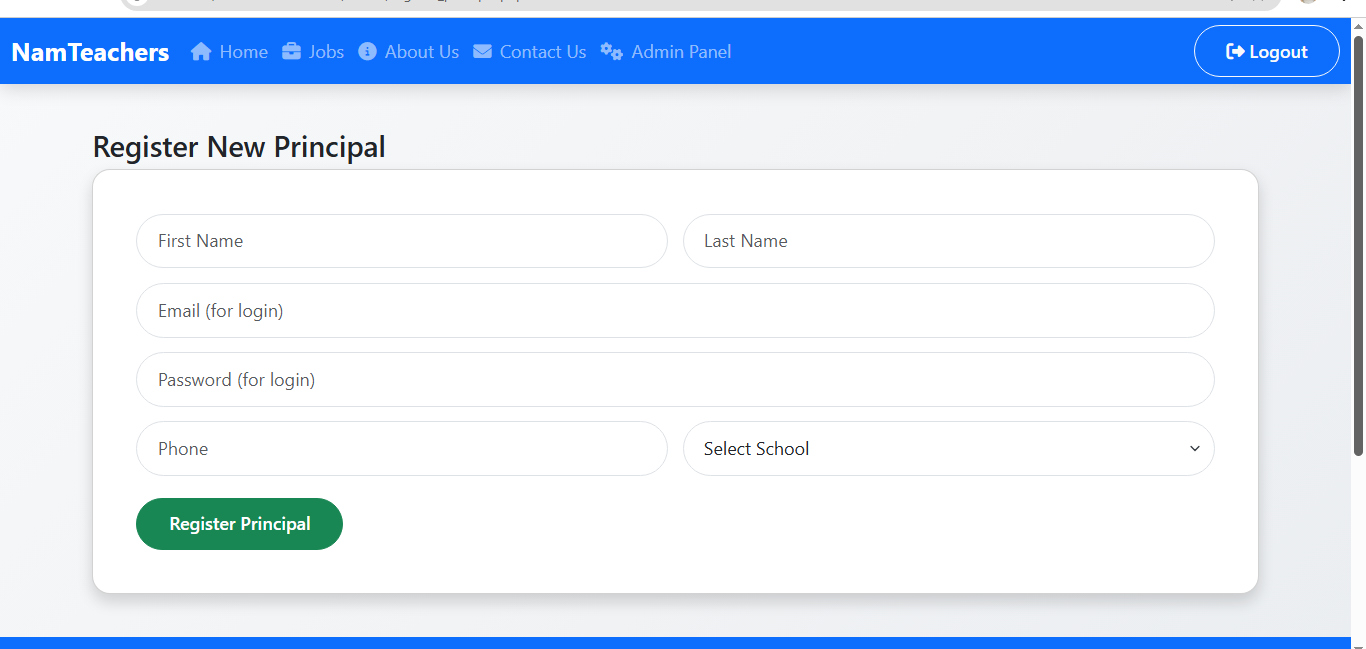 NamTeachers Home Jobs About Us Contact Us Admin Panel Logout
Register New Principal
First Name Last Name
Email (for login)
Password (for login)
Phone Select School
Register Principal